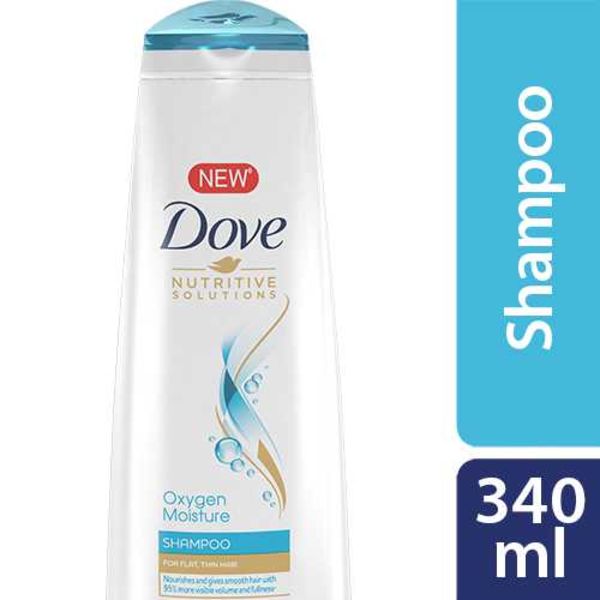 NEW
Dove
NUTRITIVE
SOLUTIONS
Oxygen
Moisture
SHAMPOO
FOR FLAT, THIN HAIR
Nourishes and gives smooth hair with
95% more visible volume and fullness
Shampoo
340
ml